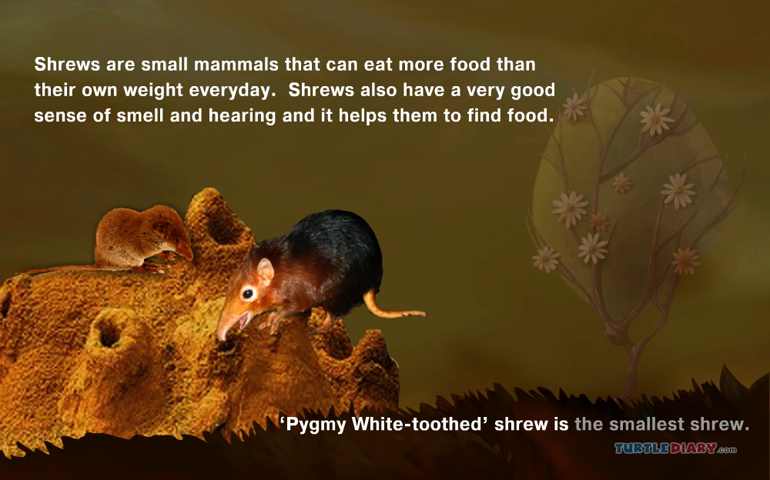 Shrews are small mammals that can eat more food than
their own weight everyday.  Shrews also have a very good
sense of smell and hearing and it helps them to find food.
‘Pygmy White-toothed’ shrew is the smallest shrew.
TURTLEDIARY.com